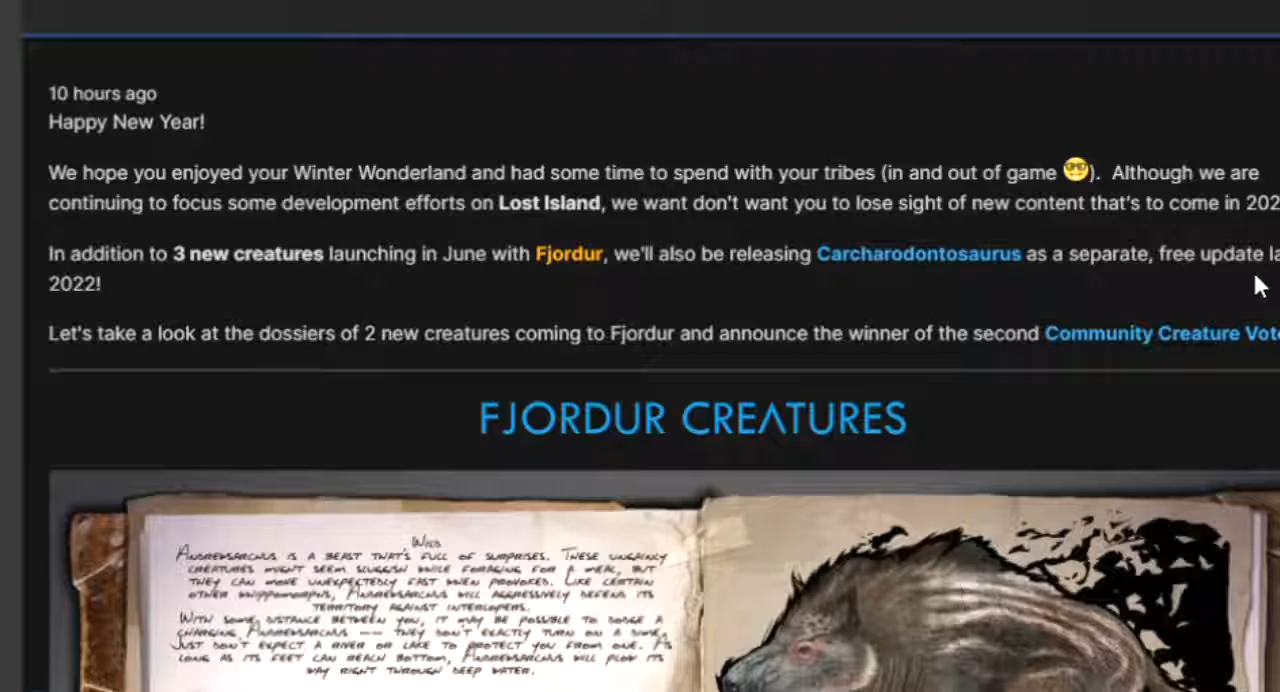 10 hours ago
Happy New Year!
We hope you enjoyed your Winter Wonderland and had some time to spend with your tribes (in and out of game 😎). Although we are
continuing to focus some development efforts on Lost Island, we want don't want you to lose sight of new content that's to come in 202
In addition to 3 new creatures launching in June with Fjordur, we'll also be releasing Carcharodontosaurus as a separate, free update la
2022!
Let's take a look at the dossiers of 2 new creatures coming to Fjordur and announce the winner of the second Community Creature Vote
FJORDUR CREATURES
Wild
Andrewsarchus is a beast that's full of surprises. These ungainly
creatures might seem sluggish while foraging for a meal, but
they can move unexpectedly fast when provoked. Like certain
other whippomorphs, Andrewsarchus will aggressively defend its
territory against interlopers.
With some distance between you, it may be possible to dodge a
charging Andrewsarchus -- they don't exactly turn on a dime.
Just don't expect a river or lake to protect you from one. As
long as its feet can reach bottom, Andrewsarchus will plow its
way right through deep water.